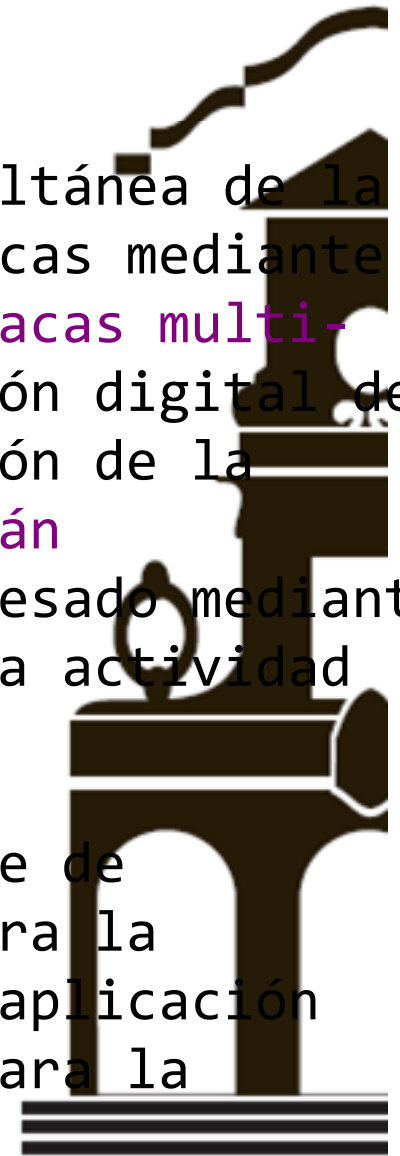 ltánea de la
cas mediante
acas multi-
ón digital de
ón de la
án
esado mediant
a actividad
e de
ra la
aplicación
ara la